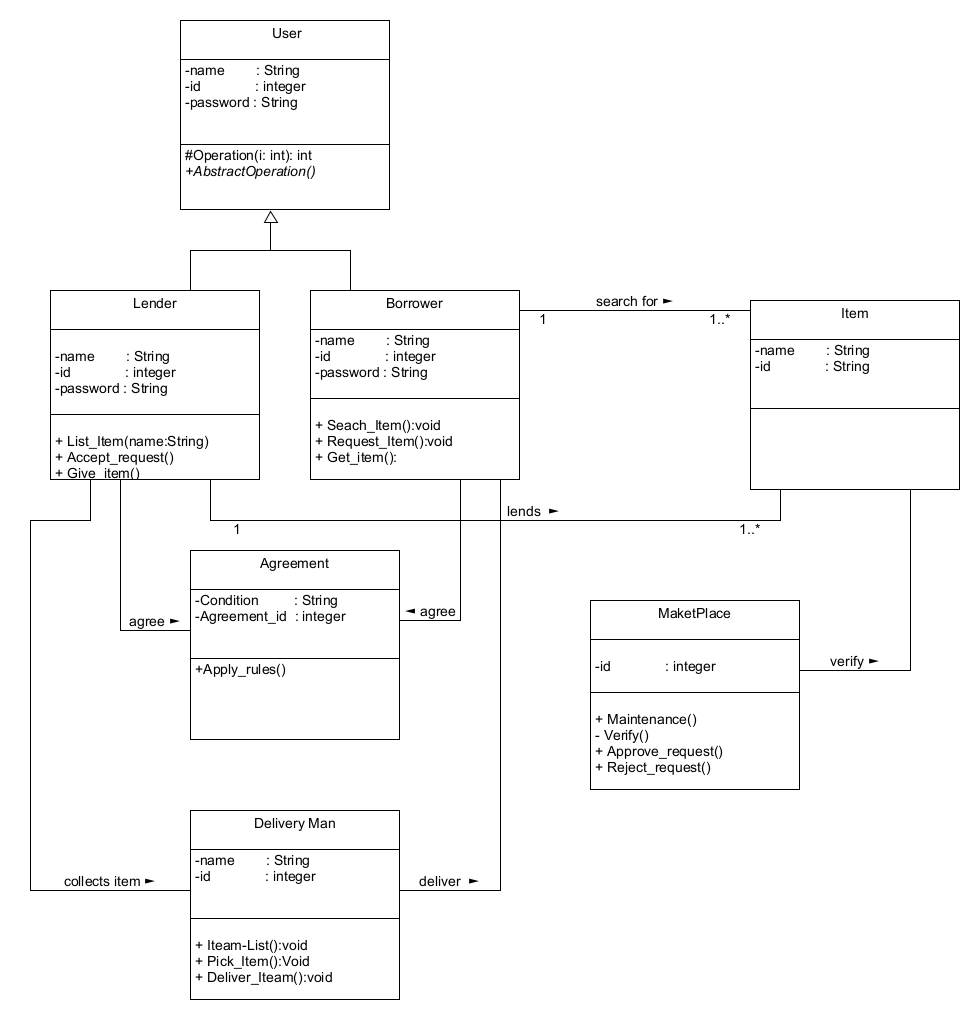 User
-name : String
-id : integer
-password : String
#Operation(i: int): int
+AbstractOperation()
Lender
-name : String
-id : integer
-password : String
+ List_Item(name:String)
+ Accept_request()
+ Give_item()
Borrower
-name : String
-id : integer
-password : String
+ Seach_Item():void
+ Request_Item():void
+ Get_item():
search for ►
1
1..*
Item
-name : String
-id : String
lends ►
1
1..*
Agreement
-Condition : String
-Agreement_id : integer
+Apply_rules()
agree ►
◄ agree
MaketPlace
-id : integer
+ Maintenance()
- Verify()
+ Approve_request()
+ Reject_request()
verify ►
Delivery Man
-name : String
-id : integer
+ Iteam-List():void
+ Pick_Item():Void
+ Deliver_Iteam():void
collects item ►
deliver ►